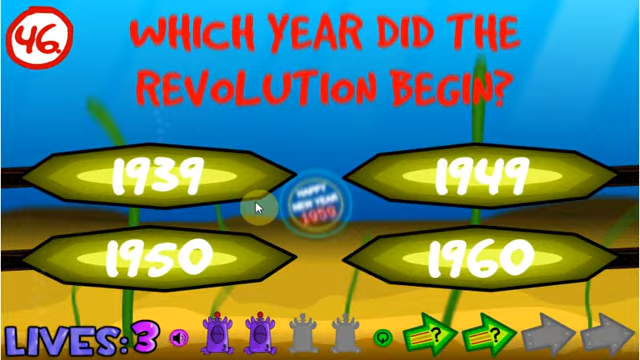 46.
WHICH YEAR DID THE
REVOLUTION BEGIN?
1939
1949
HAPPY
NEW YEAR
1959
1950
1960
LIVES: 3
=? =?